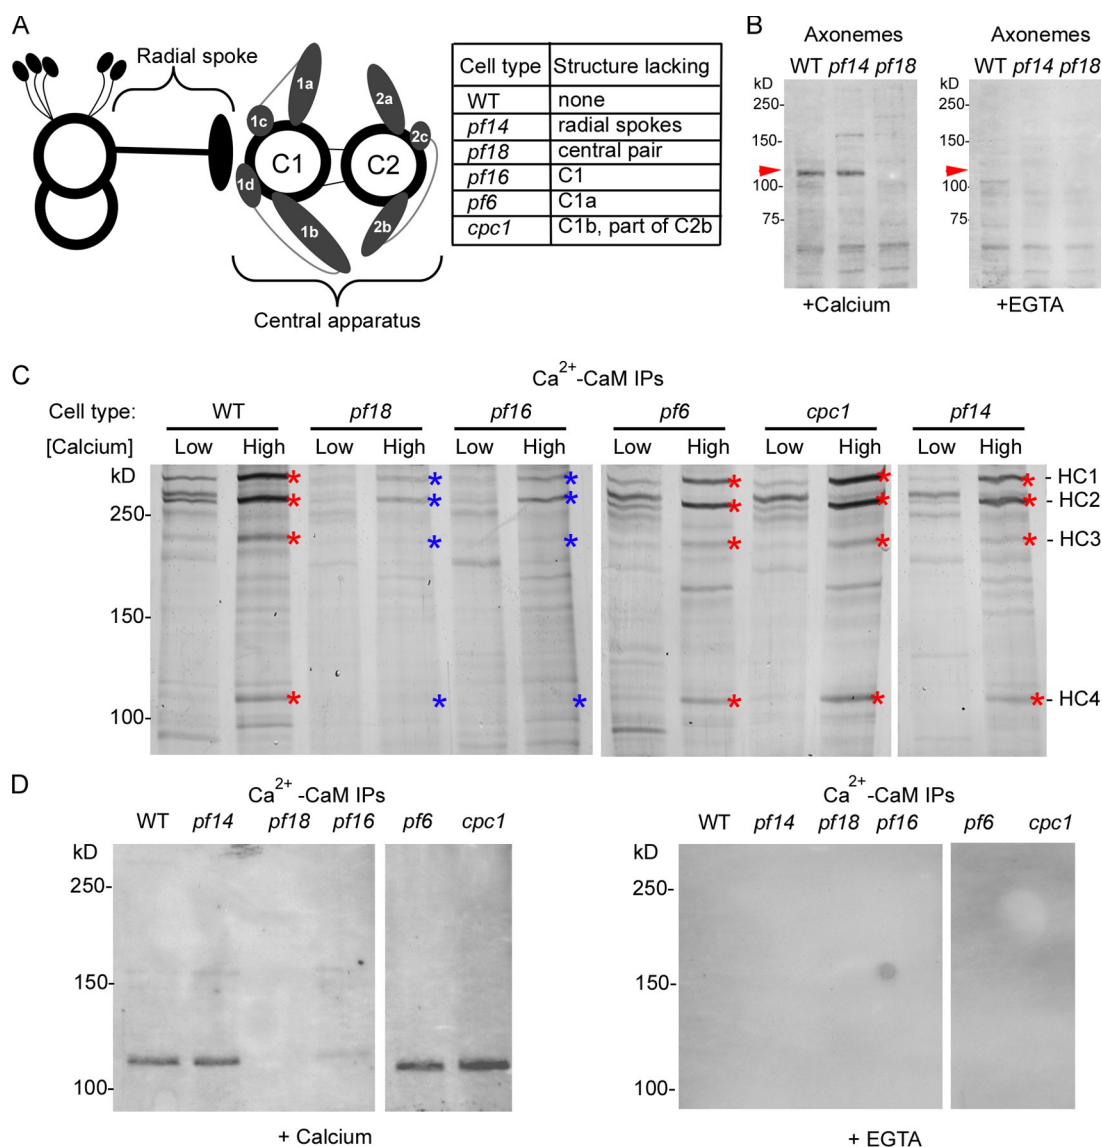 A
Radial spoke
1a
1c
2a
2c
C1
C2
1d
1b
2b
Central apparatus
Cell type Structure lacking
WT none
pf14 radial spokes
pf18 central pair
pf16 C1
pf6 C1a
cpc1 C1b, part of C2b
B
Axonemes Axonemes
WT pf14 pf18 WT pf14 pf18
kD kD
250- 250-
150- 150-
100- 100-
75- 75-
+Calcium +EGTA
C
Ca2+-CaM IPs
Cell type: WT pf18 pf16 pf6 cpc1 pf14
[Calcium] Low High Low High Low High Low High Low High Low High
kD
- HC1
- HC2
250-
- HC3
150-
- HC4
100-
D
Ca2+ -CaM IPs Ca2+ -CaM IPs
WT pf14 pf18 pf16 pf6 cpc1 WT pf14 pf18 pf16 pf6 cpc1
kD kD
250- 250-
150- 150-
100- 100-
+ Calcium + EGTA